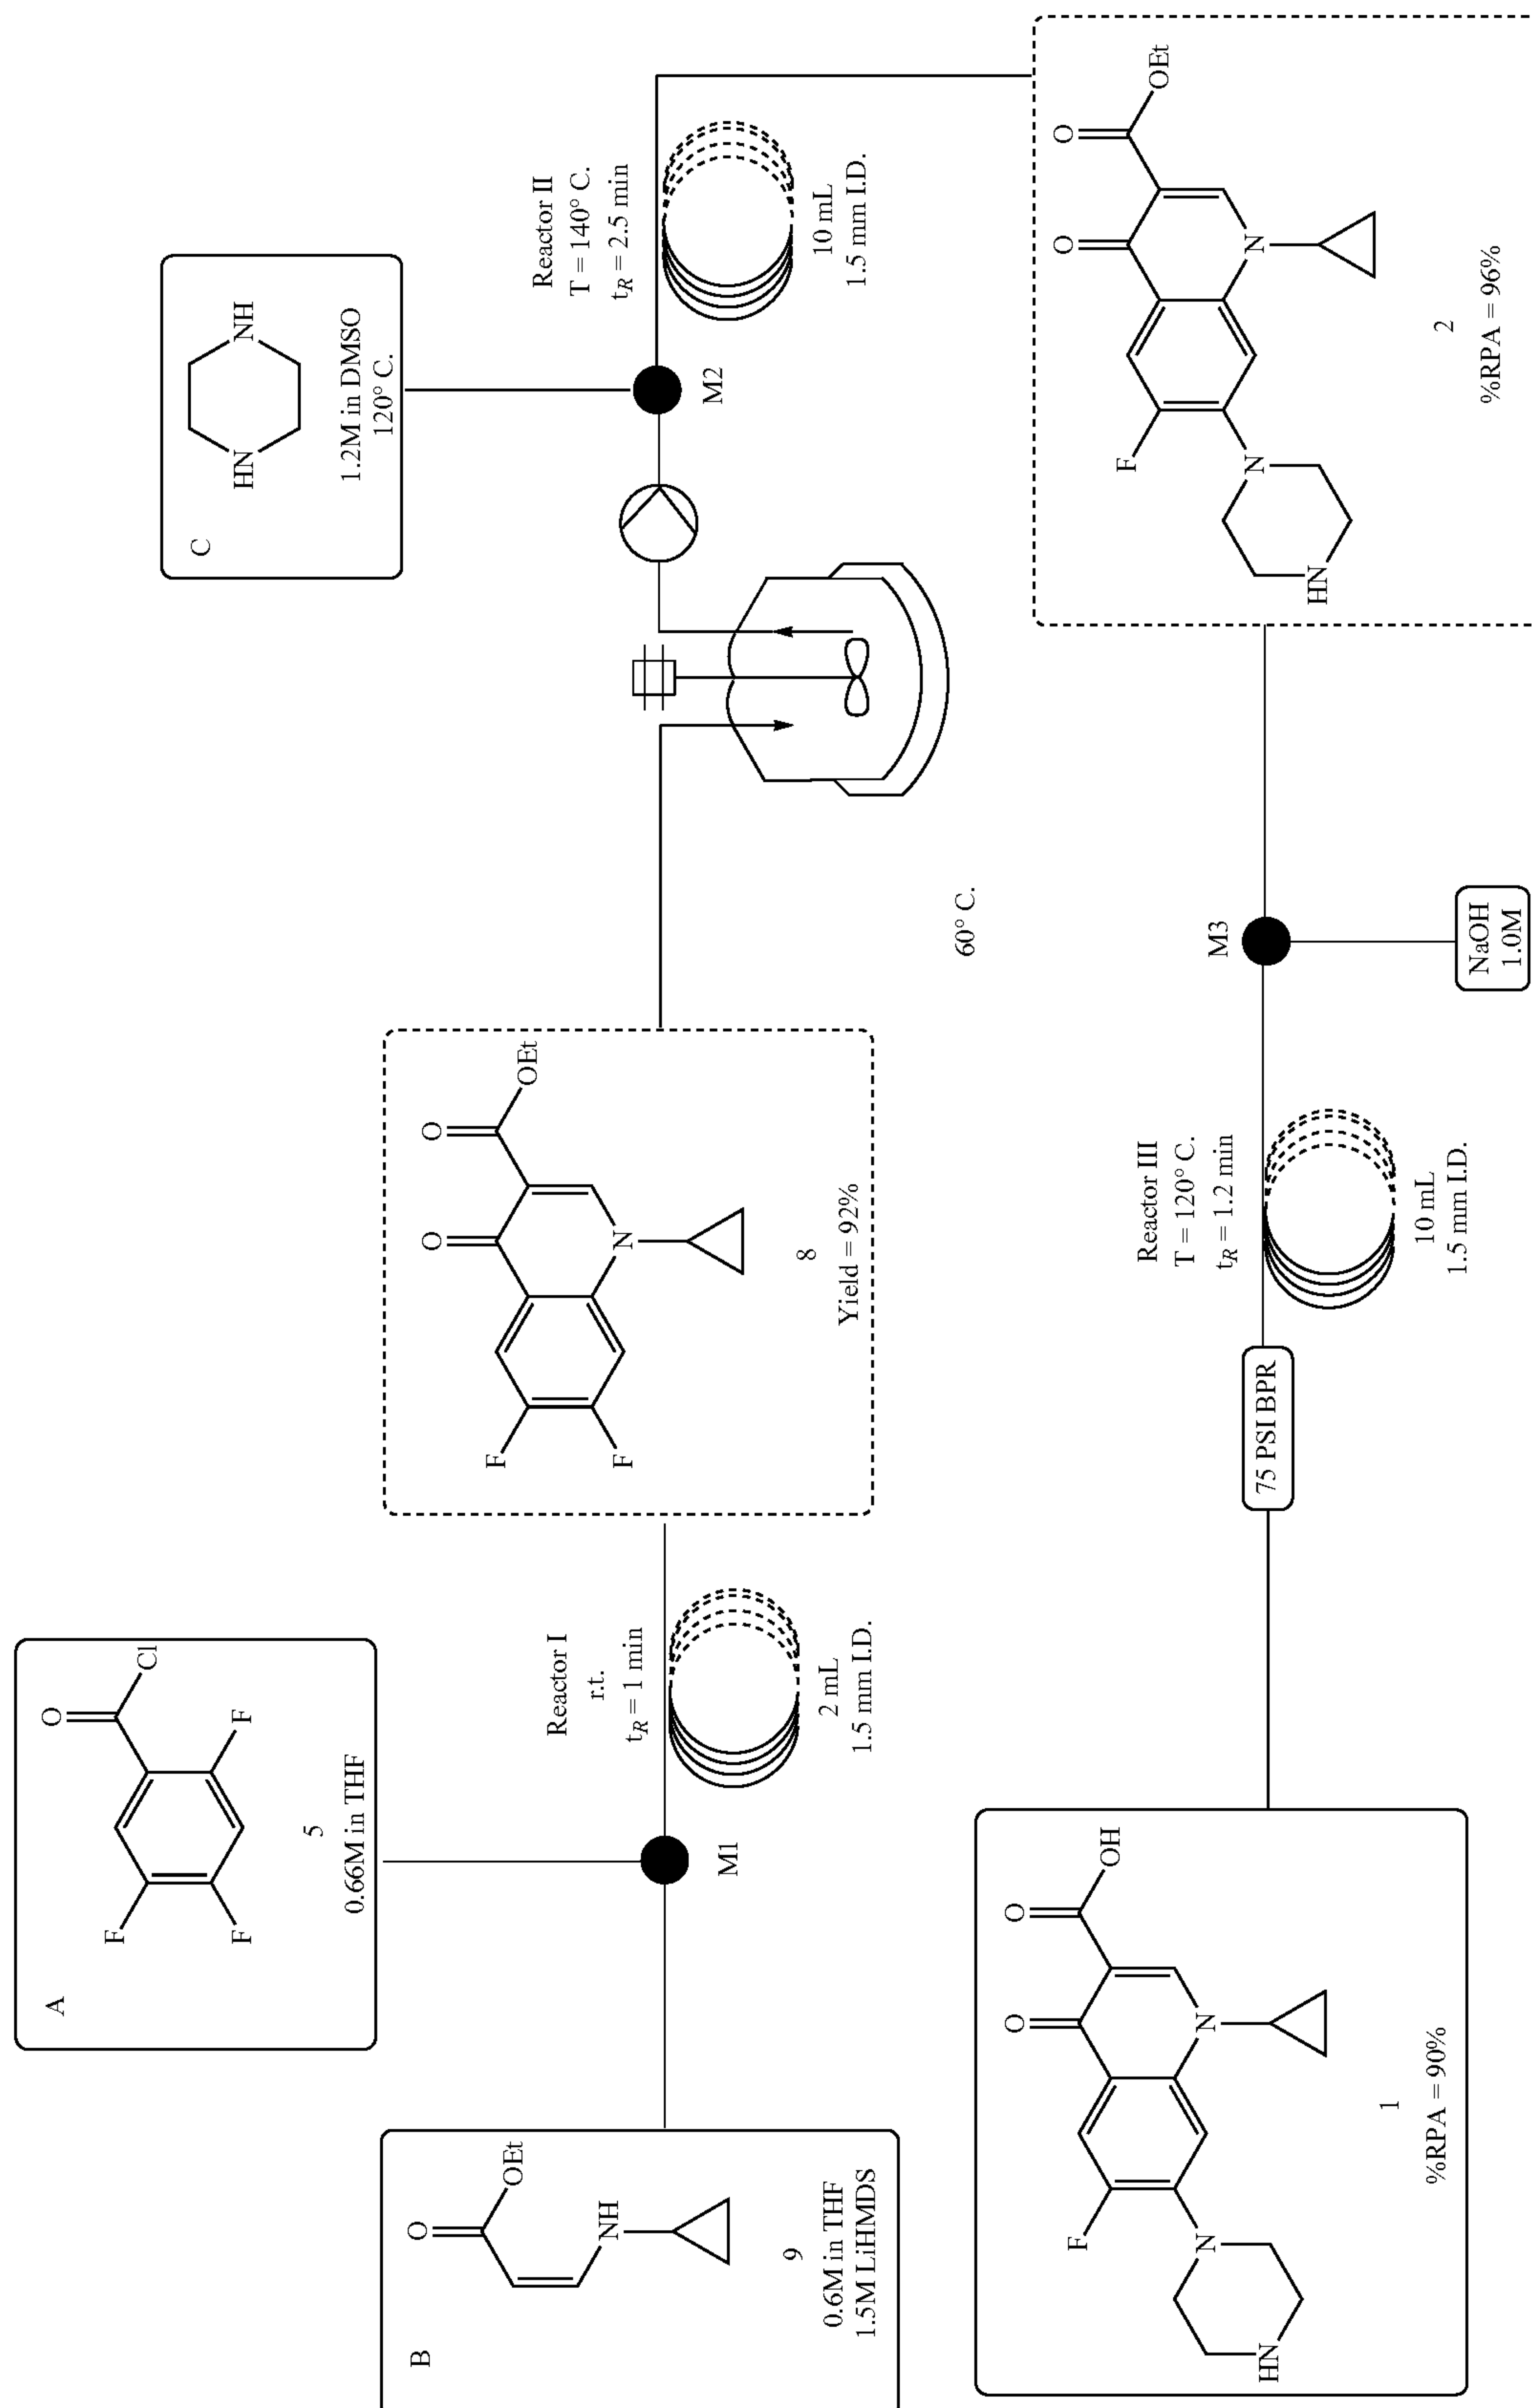 A
O
Cl
F
F
F
5
0.66M in THF
B
O
OEt
NH
9
0.6M in THF
1.5M LiHMDS
M1
Reactor I
r.t.
tR = 1 min
2 mL
1.5 mm I.D.
O
O
OEt
F
F
N
8
Yield = 92%
60° C.
C
HN
NH
1.2M in DMSO
120° C.
M2
Reactor II
T = 140° C.
tR = 2.5 min
10 mL
1.5 mm I.D.
O
O
OEt
F
N
N
HN
2
%RPA = 96%
M3
NaOH
1.0M
Reactor III
T = 120° C.
tR = 1.2 min
10 mL
1.5 mm I.D.
75 PSI BPR
O
O
OH
F
N
N
HN
1
%RPA = 90%